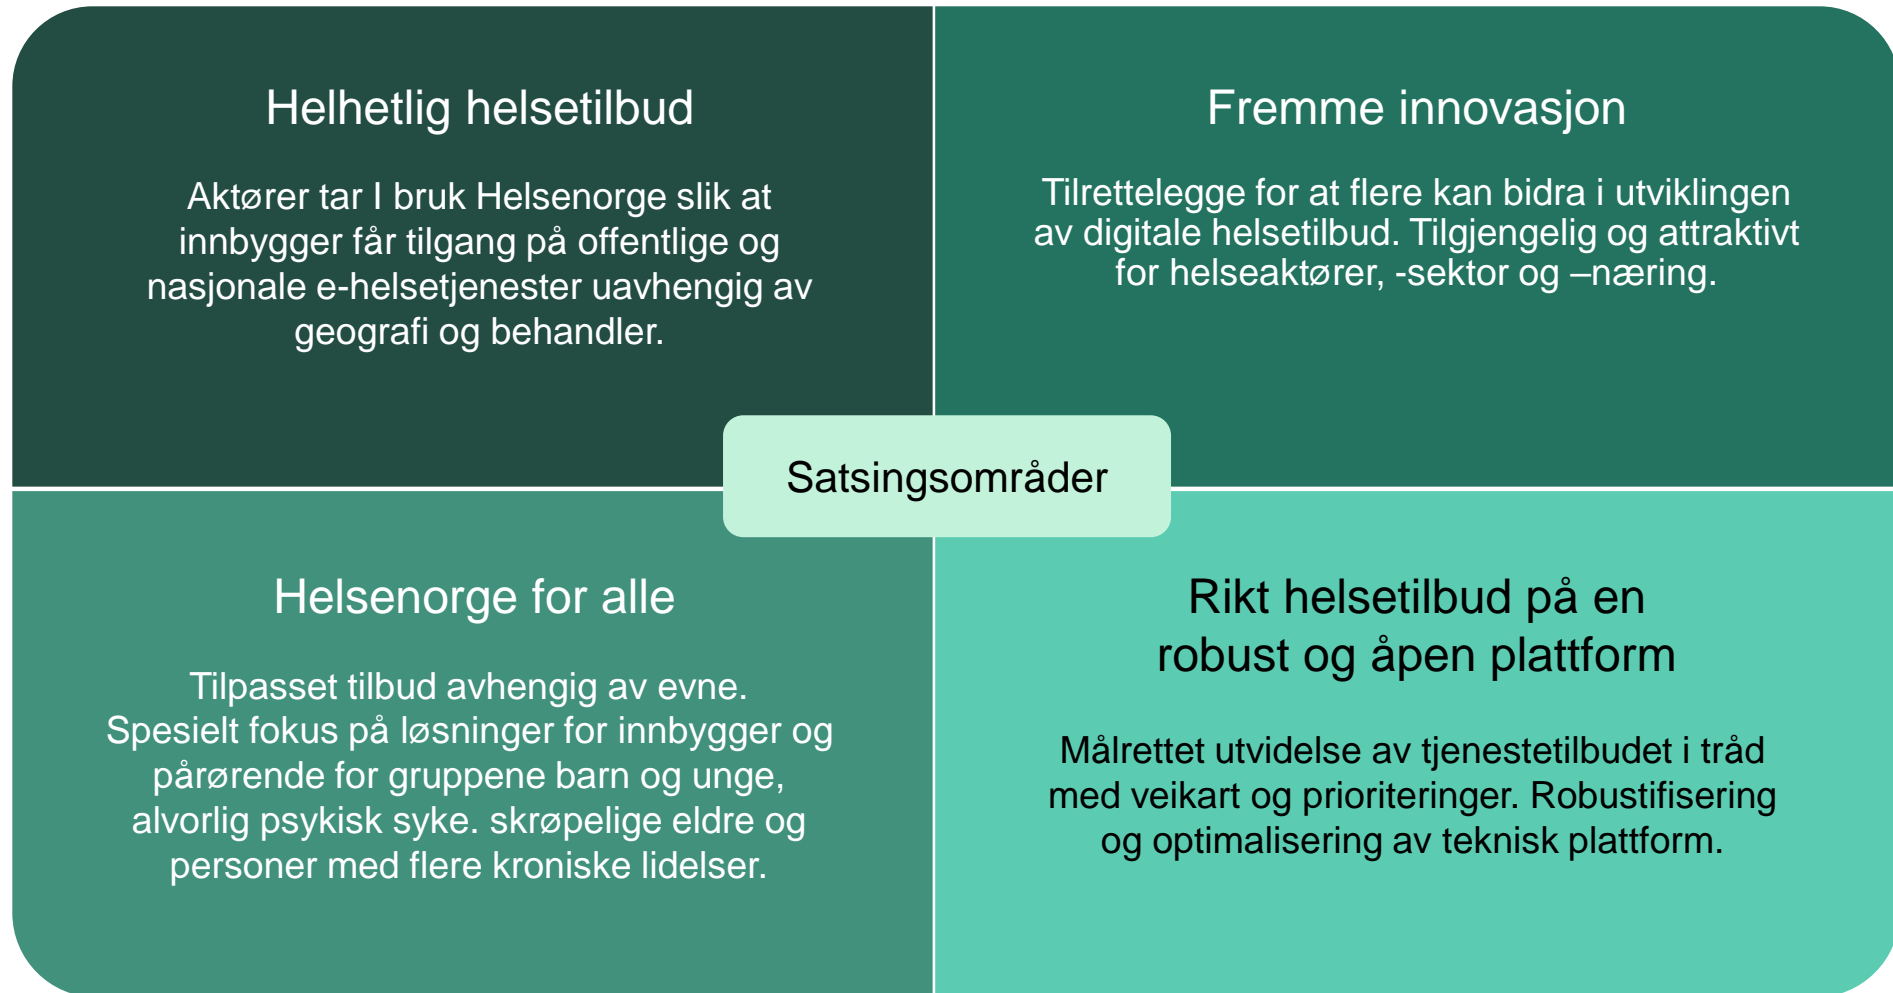 Helhetlig helsetilbud
Aktører tar I bruk Helsenorge slik at
innbygger får tilgang på offentlige og
nasjonale e-helsetjenester uavhengig av
geografi og behandler.
Fremme innovasjon
Tilrettelegge for at flere kan bidra i utviklingen
av digitale helsetilbud. Tilgjengelig og attraktivt
for helseaktører, -sektor og –næring.
Satsingsområder
Helsenorge for alle
Tilpasset tilbud avhengig av evne.
Spesielt fokus på løsninger for innbygger og
pårørende for gruppene barn og unge,
alvorlig psykisk syke. skrøpelige eldre og
personer med flere kroniske lidelser.
Rikt helsetilbud på en
robust og åpen plattform
Målrettet utvidelse av tjenestetilbudet i tråd
med veikart og prioriteringer. Robustifisering
og optimalisering av teknisk plattform.